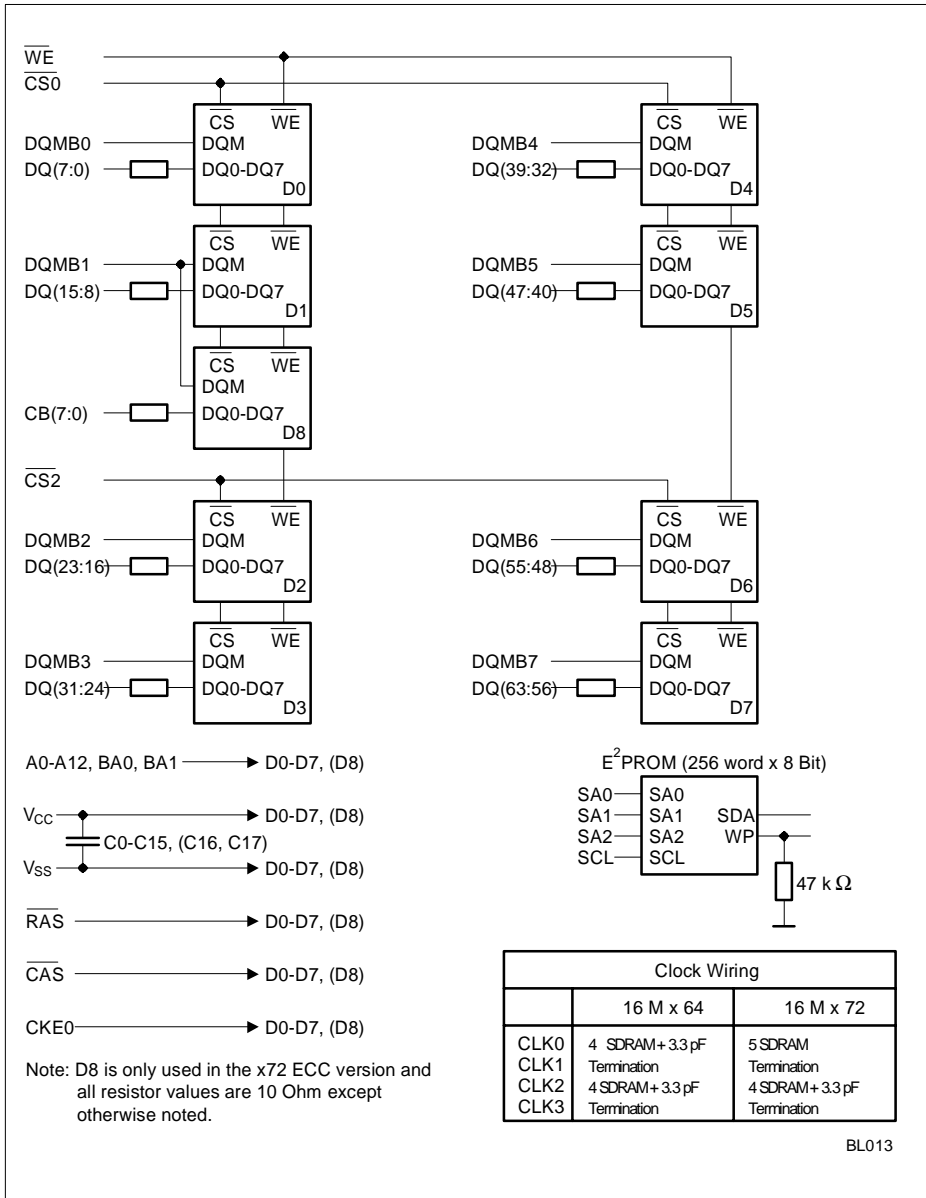 WE
CS0
CS WE CS WE
DQMB0 DQM DQMB4 DQM
DQ(7:0) DQ0-DQ7 DQ(39:32) DQ0-DQ7
D0 D4
CS WE CS WE
DQMB1 DQM DQMB5 DQM
DQ(15:8) DQ0-DQ7 DQ(47:40) DQ0-DQ7
D1 D5
CS WE
DQM
CB(7:0) DQ0-DQ7
D8
CS2
CS WE CS WE
DQMB2 DQM DQMB6 DQM
DQ(23:16) DQ0-DQ7 DQ(55:48) DQ0-DQ7
D2 D6
CS WE CS WE
DQMB3 DQM DQMB7 DQM
DQ(31:24) DQ0-DQ7 DQ(63:56) DQ0-DQ7
D3 D7
A0-A12, BA0, BA1 D0-D7, (D8)
VCC D0-D7, (D8)
C0-C15, (C16, C17)
VSS D0-D7, (D8)
RAS D0-D7, (D8)
CAS D0-D7, (D8)
CKE0 D0-D7, (D8)
Note: D8 is only used in the x72 ECC version and
all resistor values are 10 Ohm except
otherwise noted.
E²PROM (256 word x 8 Bit)
SA0 SA0
SA1 SA1 SDA
SA2 SA2 WP
SCL SCL
47 k Ω
Clock Wiring
16 M x 64 16 M x 72
CLK0 4 SDRAM + 3.3 pF 5 SDRAM
CLK1 Termination Termination
CLK2 4 SDRAM + 3.3 pF 4 SDRAM + 3.3 pF
CLK3 Termination Termination
BL013